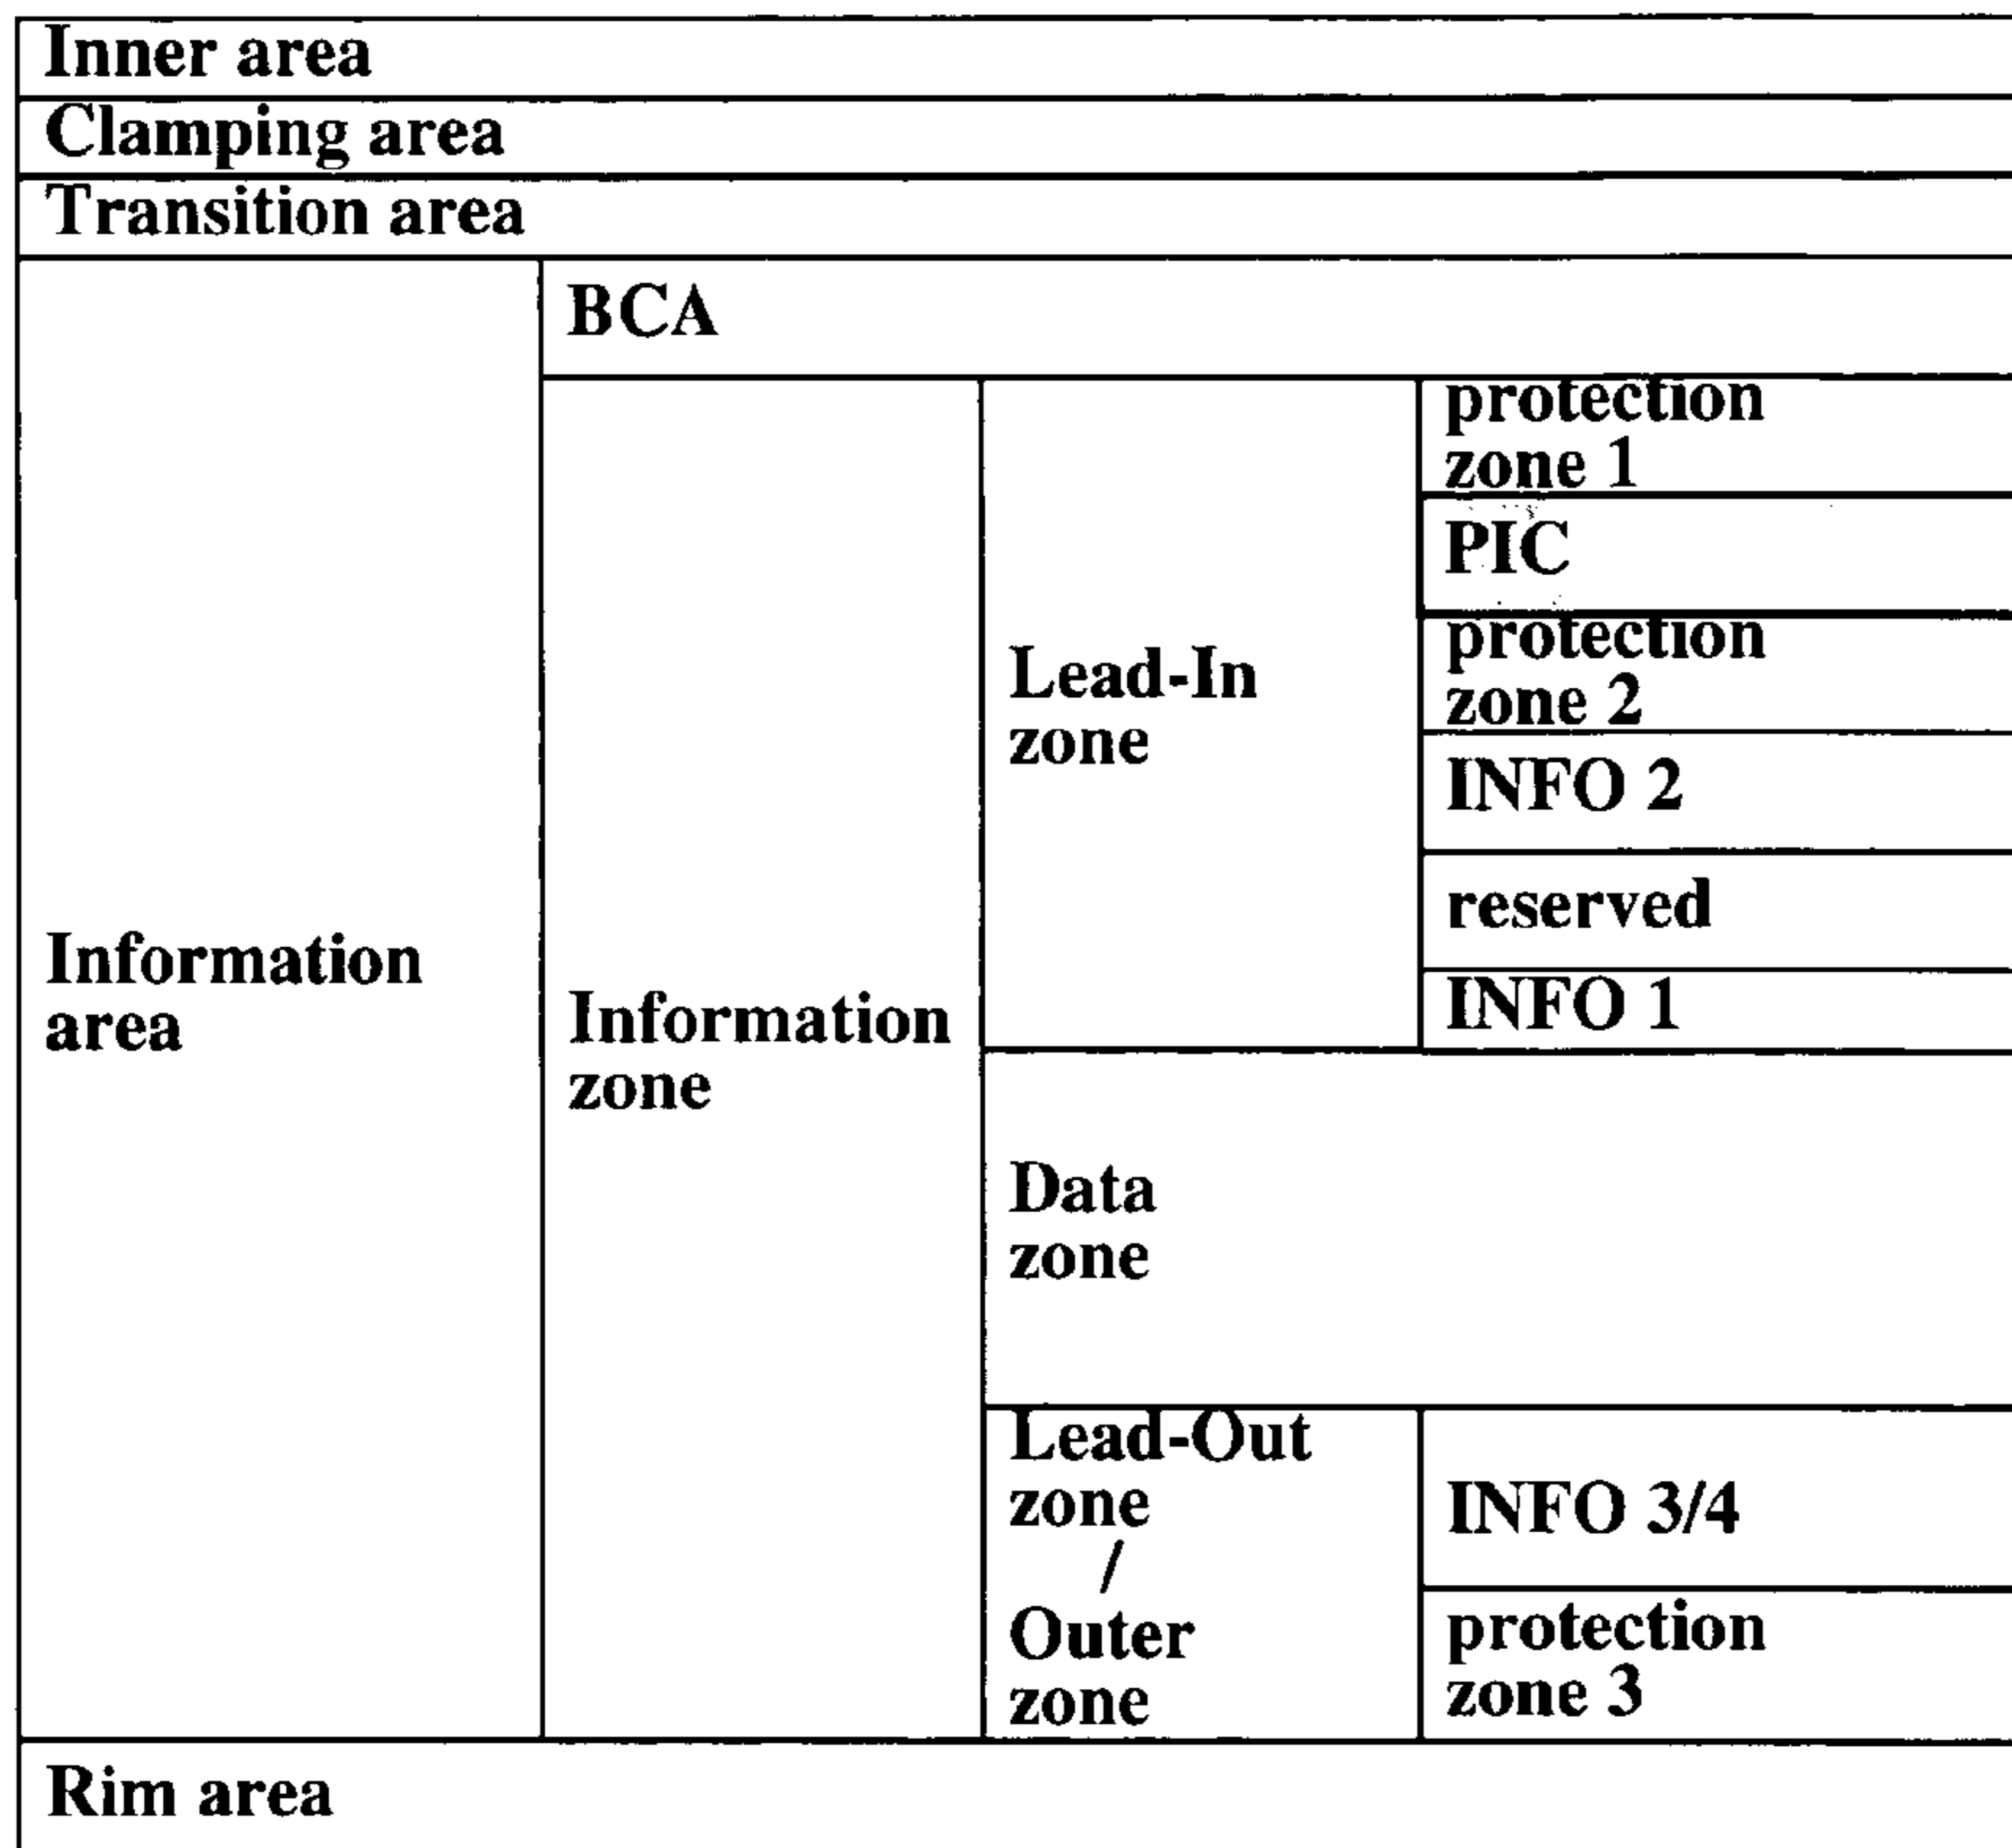 Inner area
Clamping area
Transition area
BCA
Information
area
Information
zone
Lead-In
zone
protection
zone 1
PIC
protection
zone 2
INFO 2
reserved
INFO 1
Data
zone
Lead-Out
zone
/
Outer
zone
INFO 3/4
protection
zone 3
Rim area